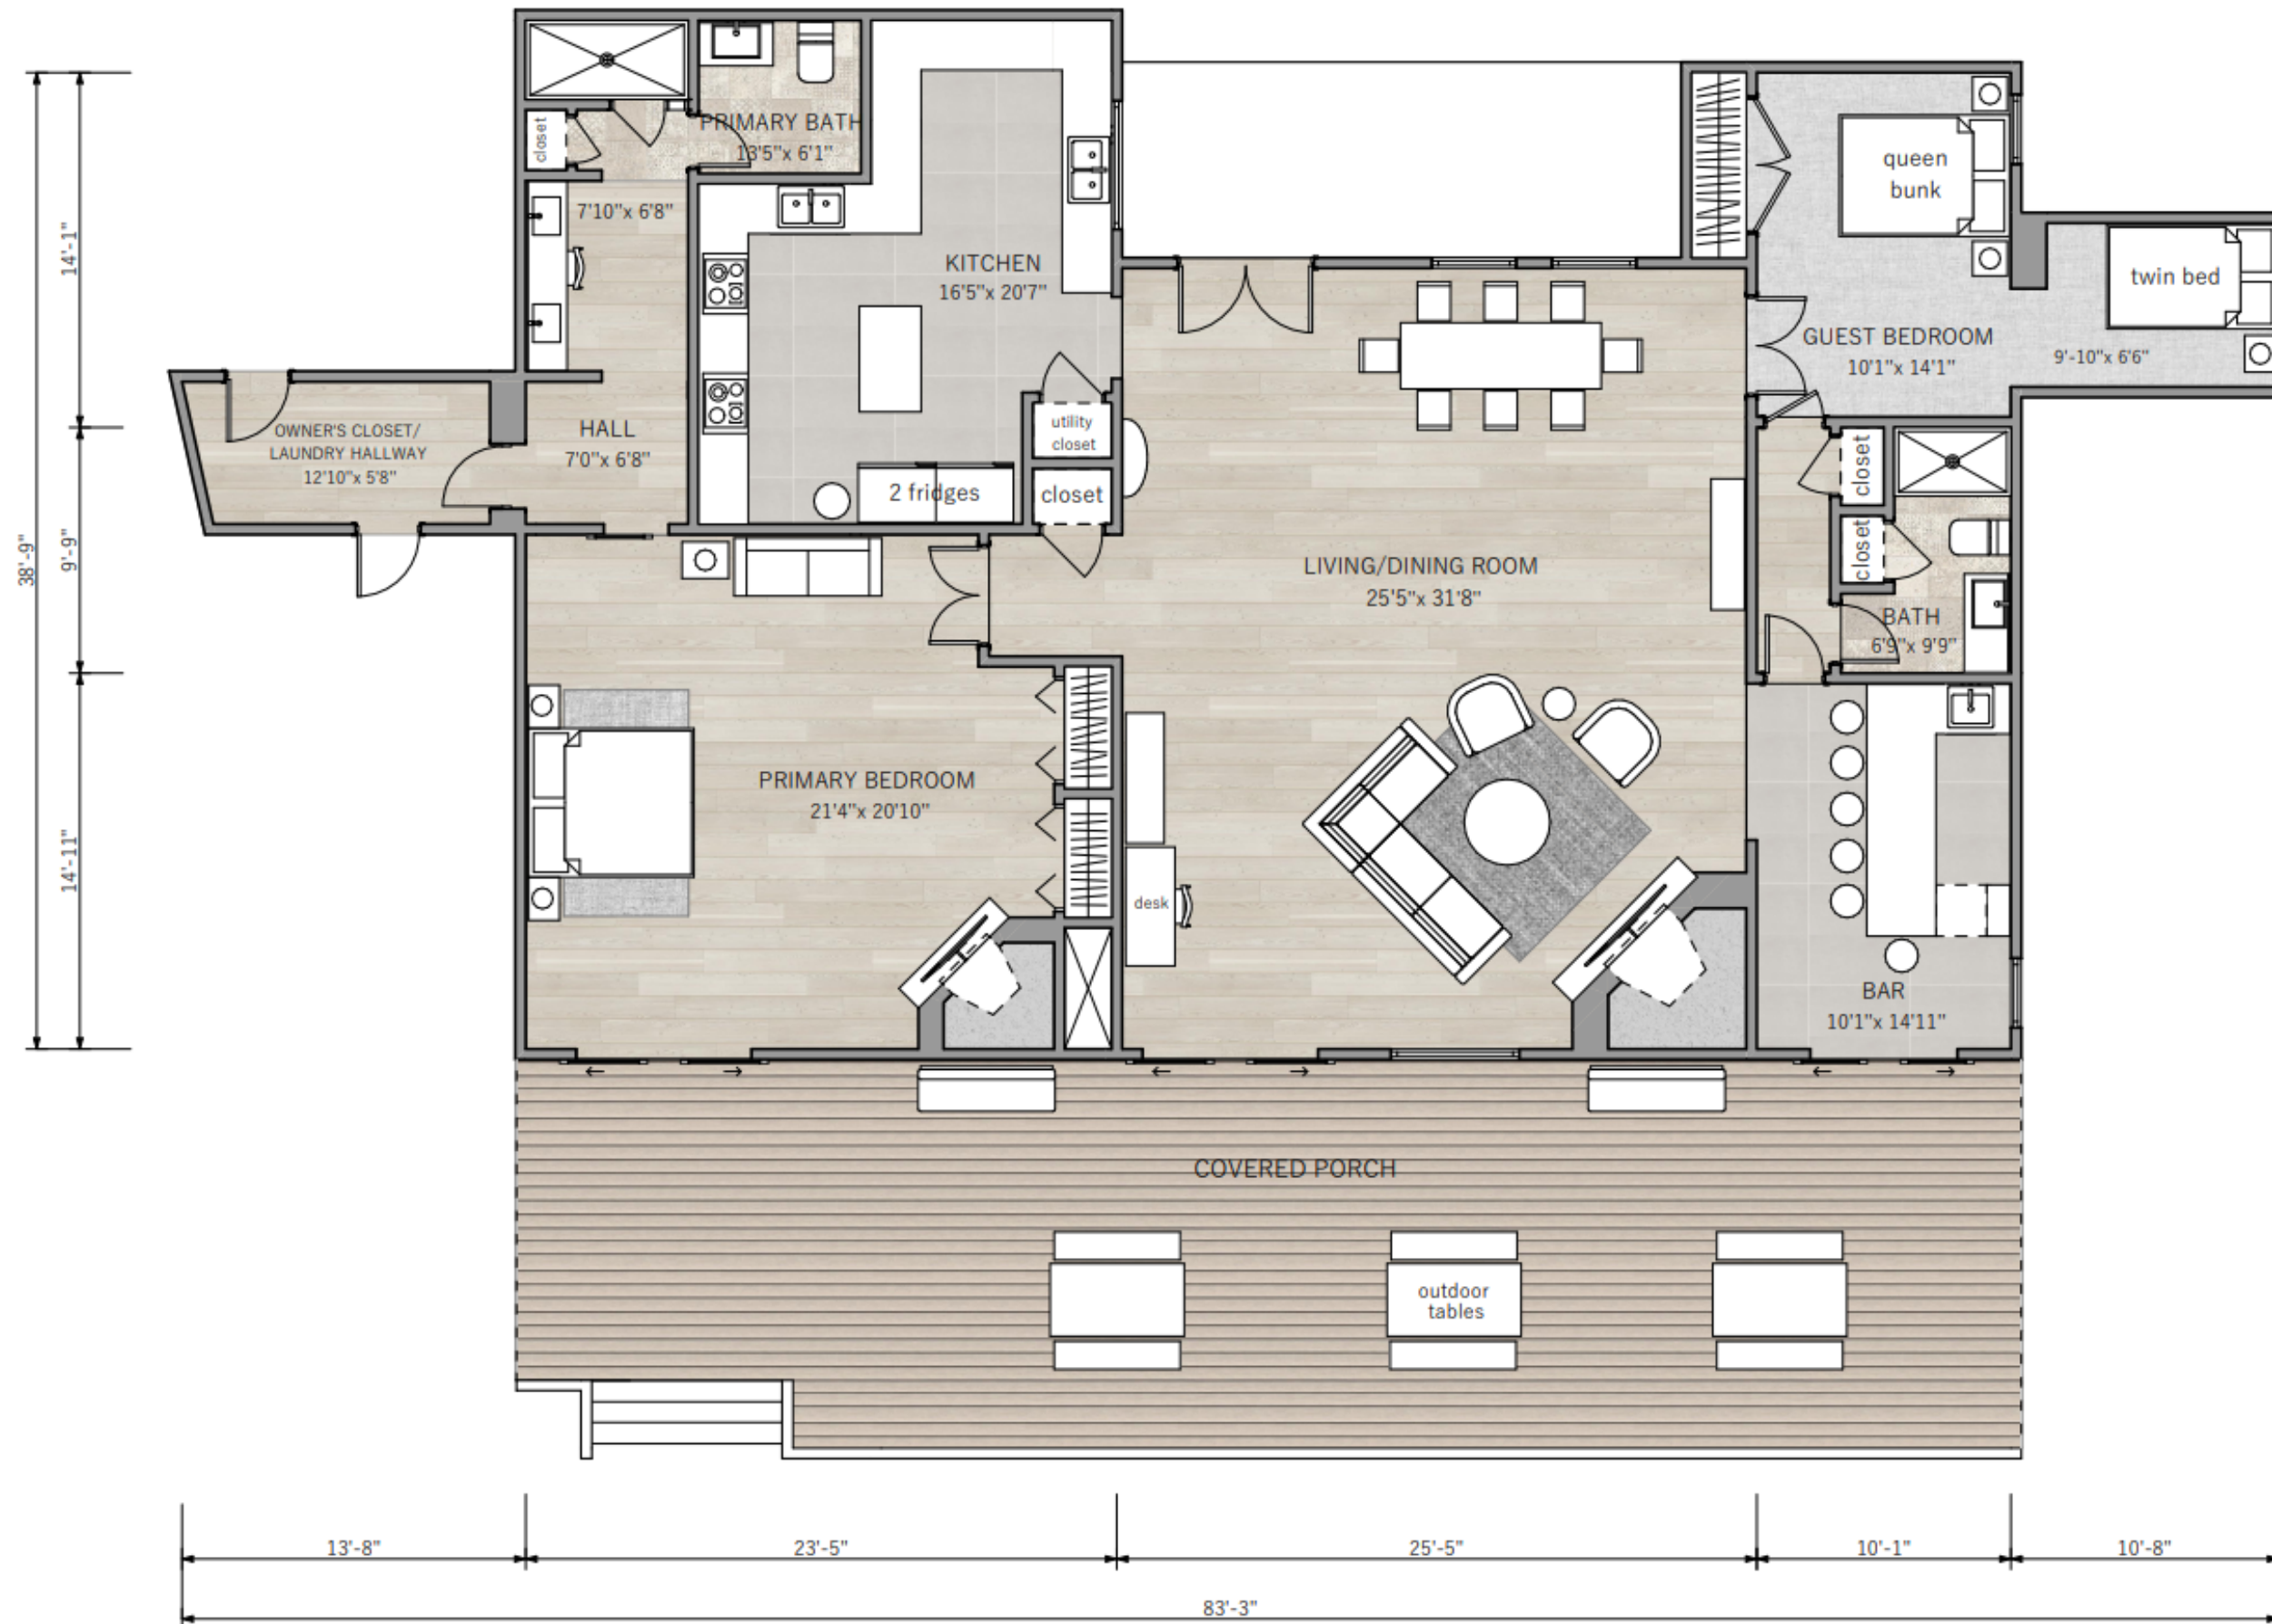 closet
PRIMARY BATH
13'5"x 6'1"
7'10"x 6'8"
KITCHEN
16'5"x 20'7"
queen
bunk
twin bed
GUEST BEDROOM
10'1"x 14'1"
9'-10"x 6'6"
OWNER'S CLOSET/
LAUNDRY HALLWAY
12'10"x 5'8"
HALL
7'0"x 6'8"
utility
closet
closet
2 fridges
closet
closet
LIVING/DINING ROOM
25'5"x 31'8"
BATH
6'9"x 9'9"
PRIMARY BEDROOM
21'4"x 20'10"
desk
BAR
10'1"x 14'11"
COVERED PORCH
outdoor
tables
14'-1"
9'-9"
38'-9"
14'-11"
13'-8"
23'-5"
25'-5"
10'-1"
10'-8"
83'-3"